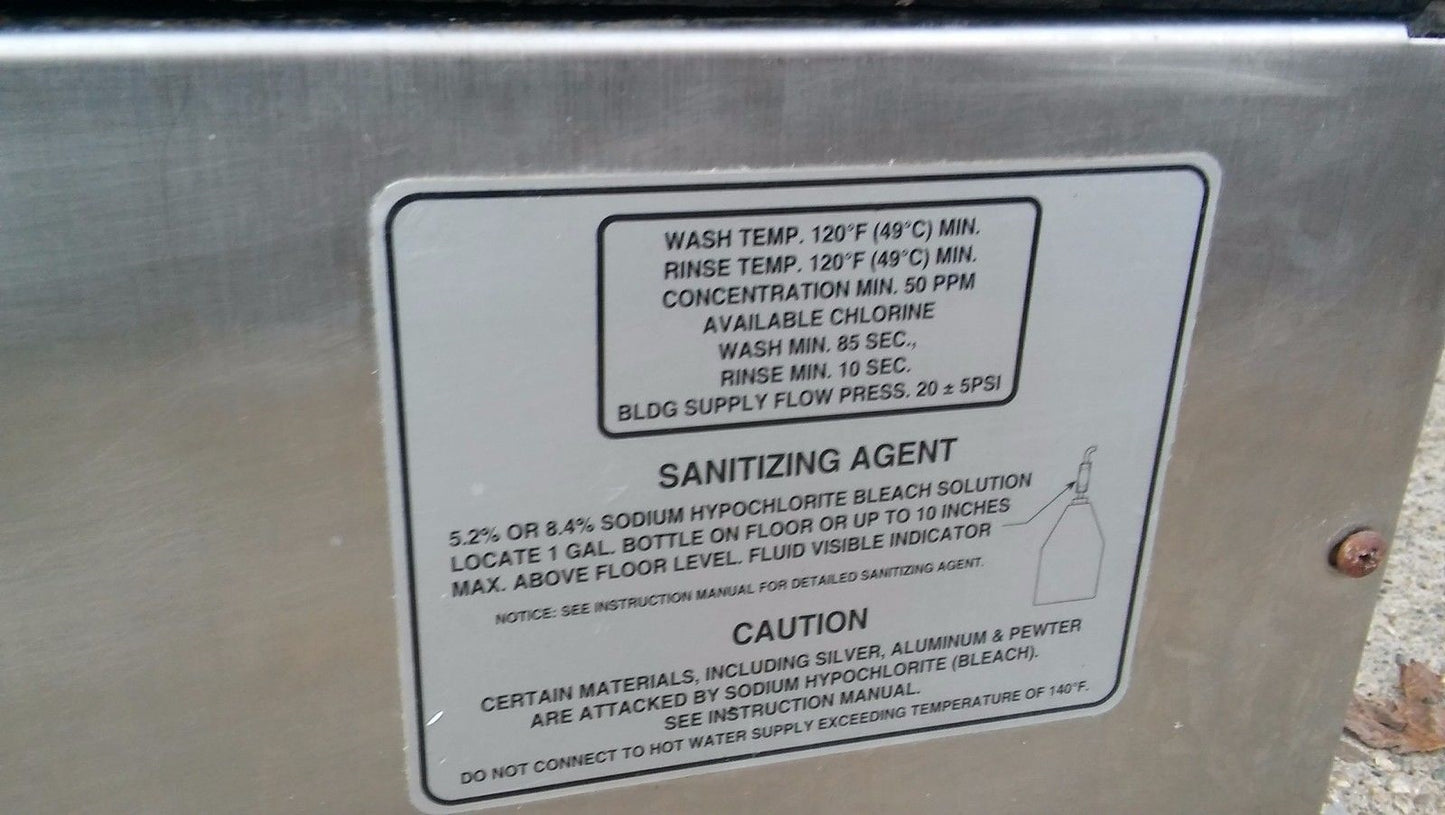 WASH TEMP. 120°F (49°C) MIN.
RINSE TEMP. 120°F (49°C) MIN.
CONCENTRATION MIN. 50 PPM
AVAILABLE CHLORINE
WASH MIN. 85 SEC.,
RINSE MIN. 10 SEC.
BLDG SUPPLY FLOW PRESS. 20 ± 5PSI
SANITIZING AGENT
5.2% OR 8.4% SODIUM HYPOCHLORITE BLEACH SOLUTION
LOCATE 1 GAL. BOTTLE ON FLOOR OR UP TO 10 INCHES
MAX. ABOVE FLOOR LEVEL. FLUID VISIBLE INDICATOR
NOTICE: SEE INSTRUCTION MANUAL FOR DETAILED SANITIZING AGENT.
CAUTION
CERTAIN MATERIALS, INCLUDING SILVER, ALUMINUM & PEWTER
ARE ATTACKED BY SODIUM HYPOCHLORITE (BLEACH).
SEE INSTRUCTION MANUAL.
DO NOT CONNECT TO HOT WATER SUPPLY EXCEEDING TEMPERATURE OF 140°F.